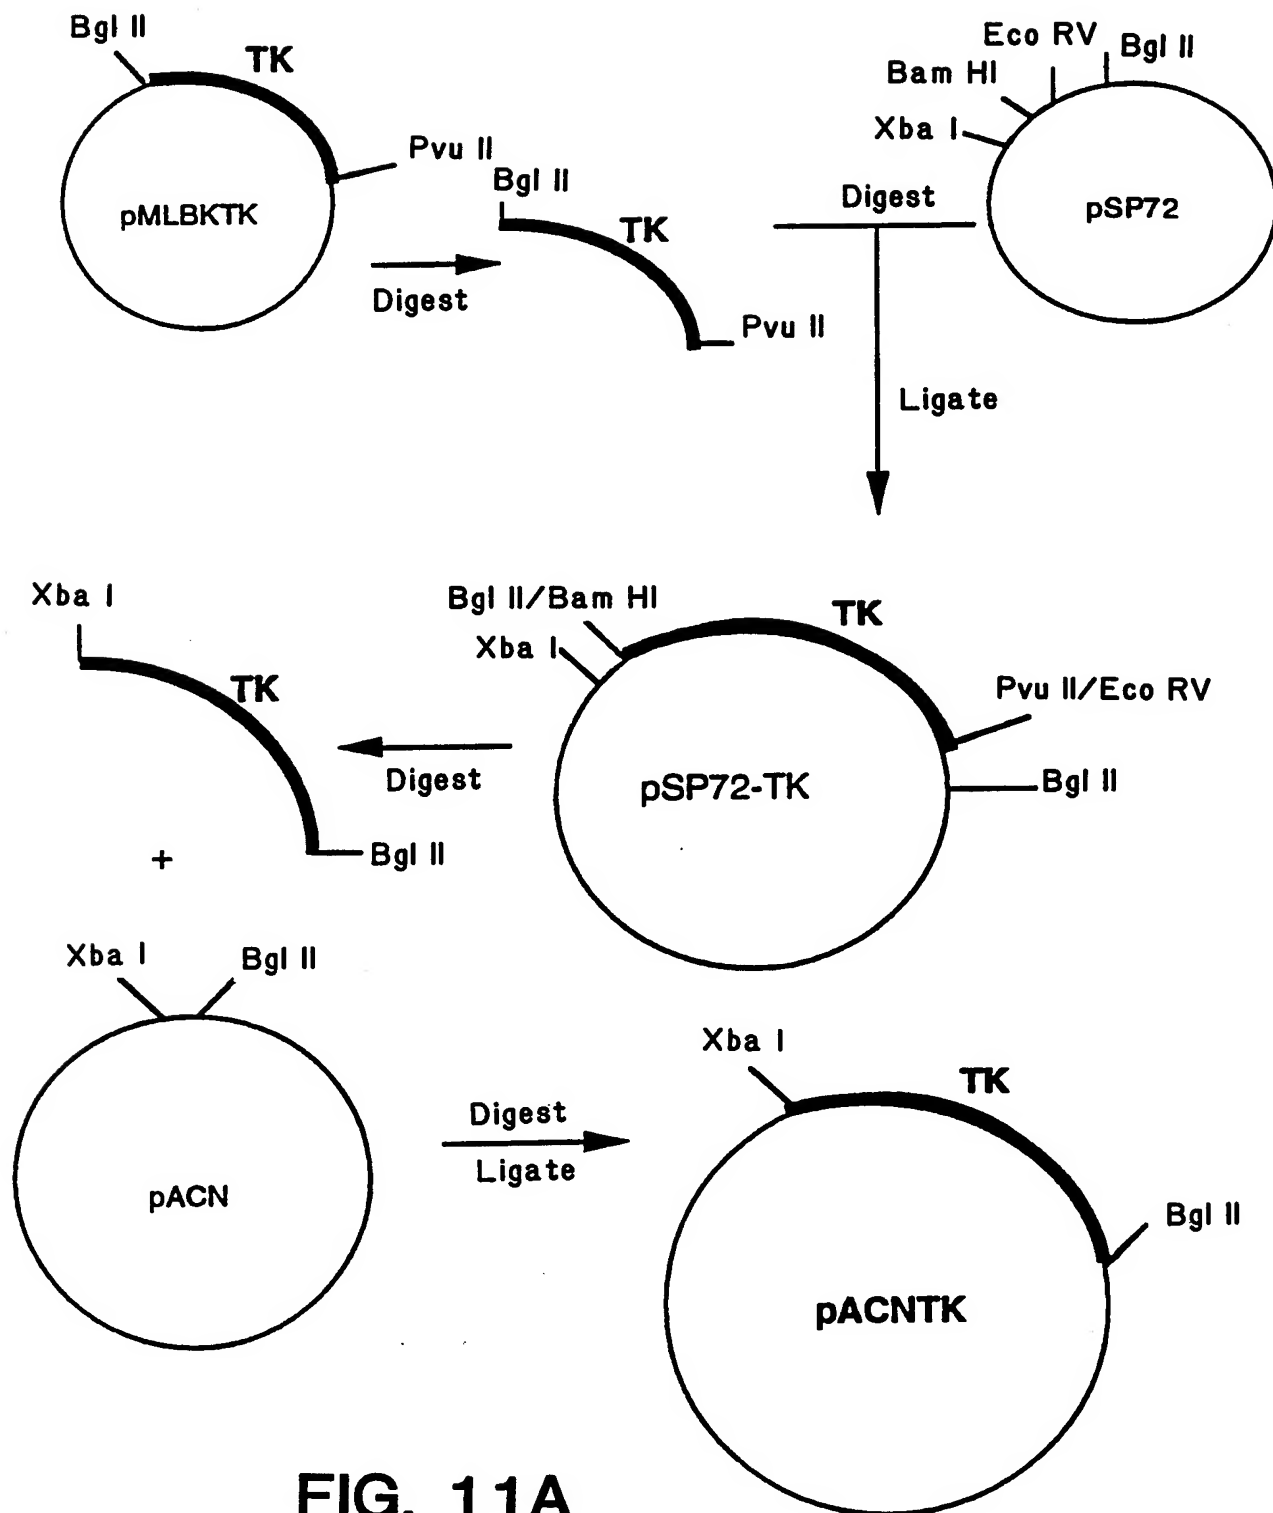 Bgl II
TK
Pvu II
pMLBKTK
Digest
Bgl II
TK
Pvu II
Eco RV
Bgl II
Bam HI
Xba I
pSP72
Digest
Ligate
Xba I
TK
Bgl II
Bgl II/Bam HI
TK
Xba I
Pvu II/Eco RV
Bgl II
pSP72-TK
Digest
+
Xba I
Bgl II
pACN
Digest
Ligate
Xba I
TK
Bgl II
pACNTK
FIG. 11A